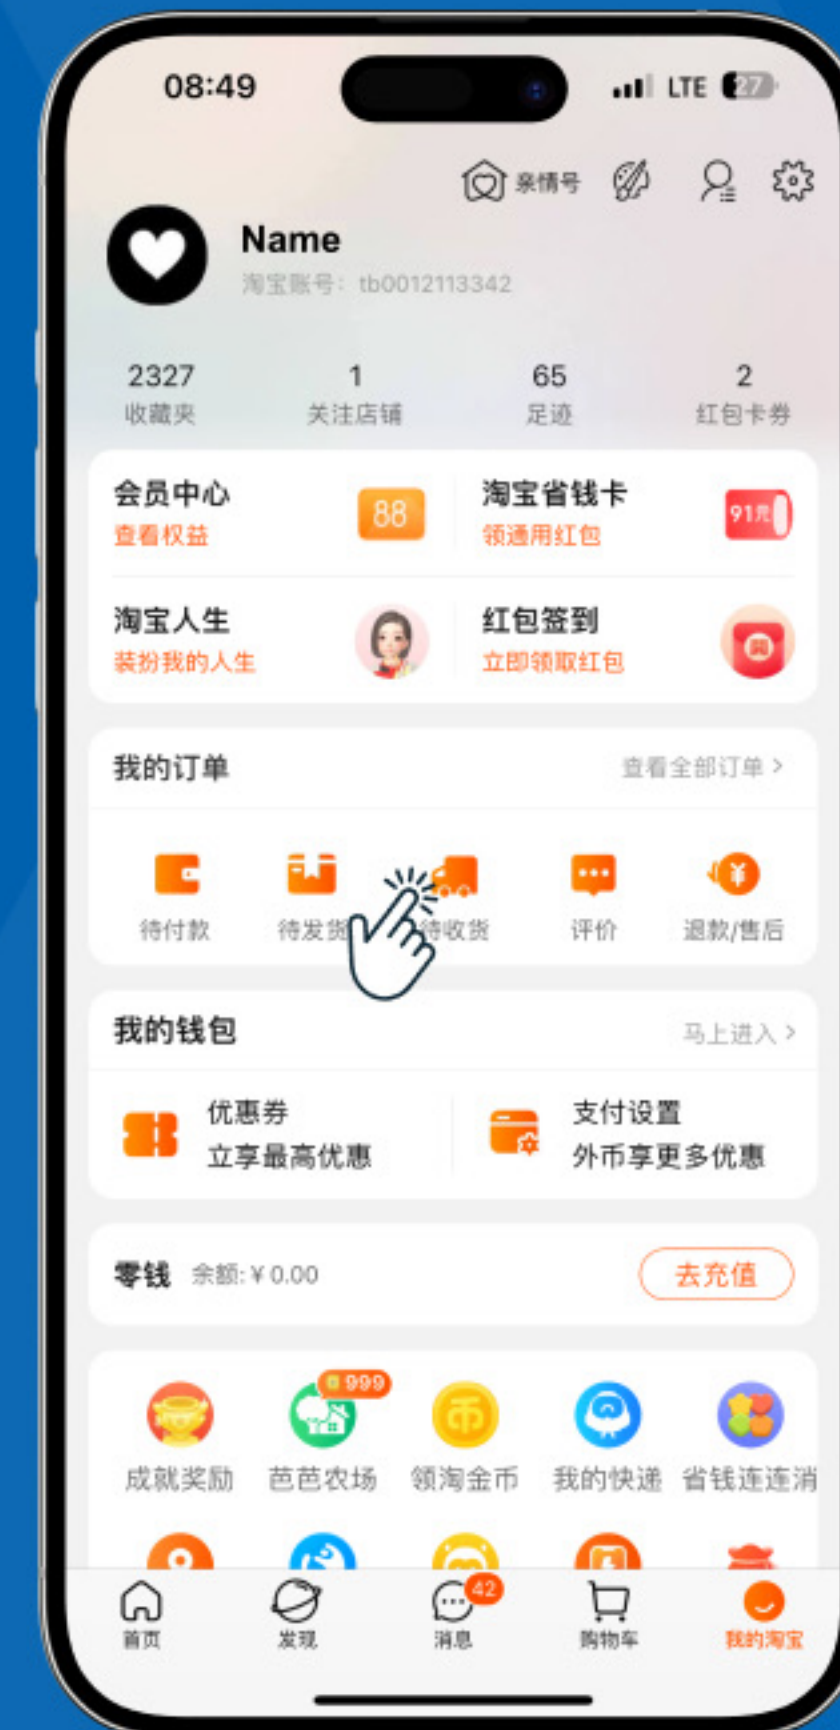 08:49
LTE 27
亲情号
Name
淘宝账号: tb0012113342
2327 1 65 2
收藏夹 关注店铺 足迹 红包卡券
会员中心 88 淘宝省钱卡 91元
查看权益 领通用红包
淘宝人生 红包签到
装扮我的人生 立即领取红包
我的订单 查看全部订单 >
待付款 待发货 待收货 评价 退款/售后
我的钱包 马上进入 >
优惠券 支付设置
立享最高优惠 外币享更多优惠
零钱 余额:¥0.00 去充值
999
成就奖励 芭芭农场 领淘金币 我的快递 省钱连连消
42
首页 发现 消息 购物车 我的淘宝